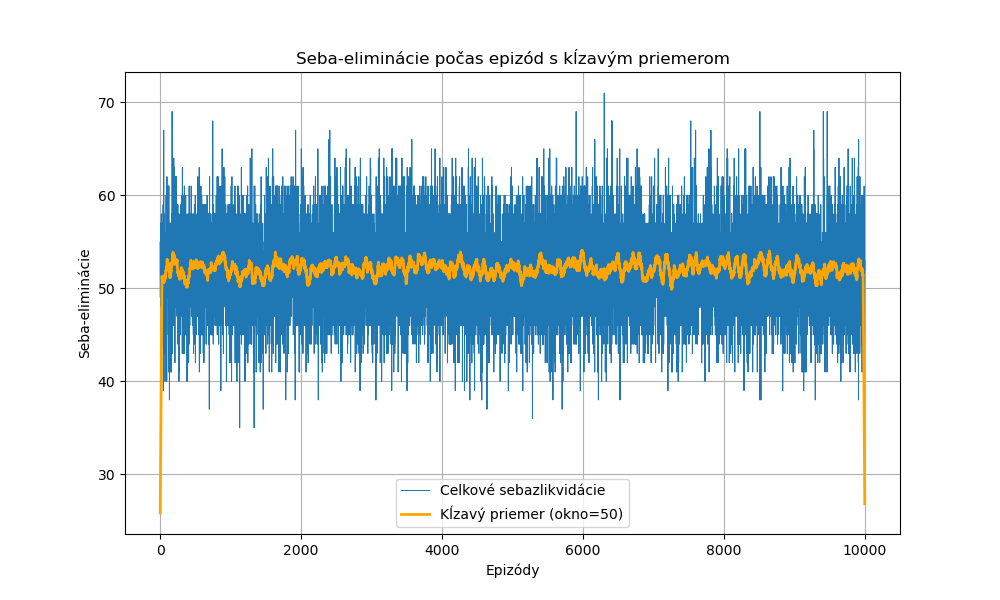 Seba-eliminácie počas epizód s kĺzavým priemerom
Seba-eliminácie
70
60
50
40
30
Celkové sebazlikvidácie
Kĺzavý priemer (okno=50)
0
2000
4000
6000
8000
10000
Epizódy